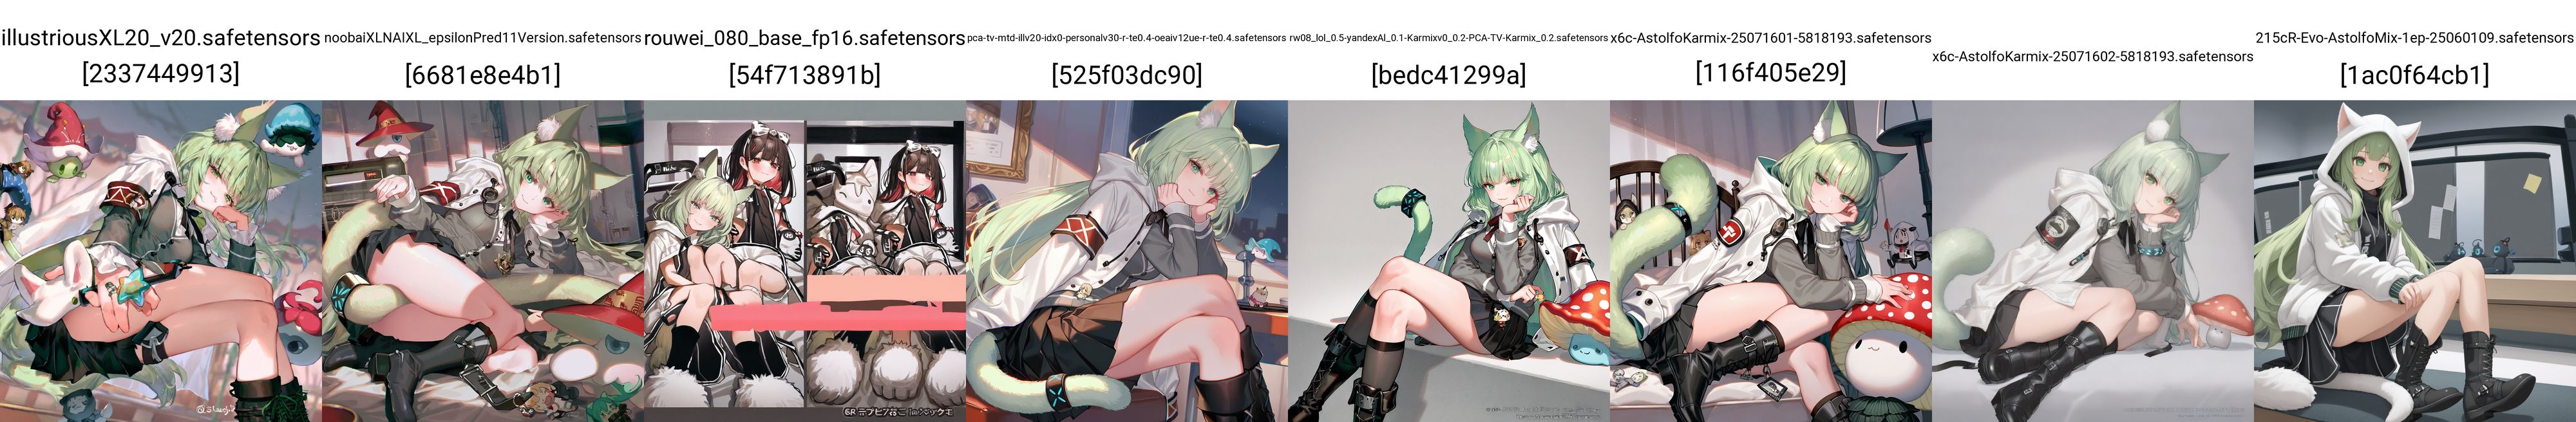 illustriousXL20_v20.safetensors
[2337449913]
noobaiXLNAIXL_epsilonPred11Version.safetensors
[6681e8e4b1]
rouwei_080_base_fp16.safetensors
[54f713891b]
pca-tv-mtd-illv20-idx0-personalv30-r-te0.4-oeaiv12ue-r-te0.4.safetensors
[525f03dc90]
rw08_lol_0.5-yandexAI_0.1-Karmixv0_0.2-PCA-TV-Karmix_0.2.safetensors
[bedc41299a]
x6c-AstolfoKarmix-25071601-5818193.safetensors
[116f405e29]
x6c-AstolfoKarmix-25071602-5818193.safetensors
215cR-Evo-AstolfoMix-1ep-25060109.safetensors
[1ac0f64cb1]